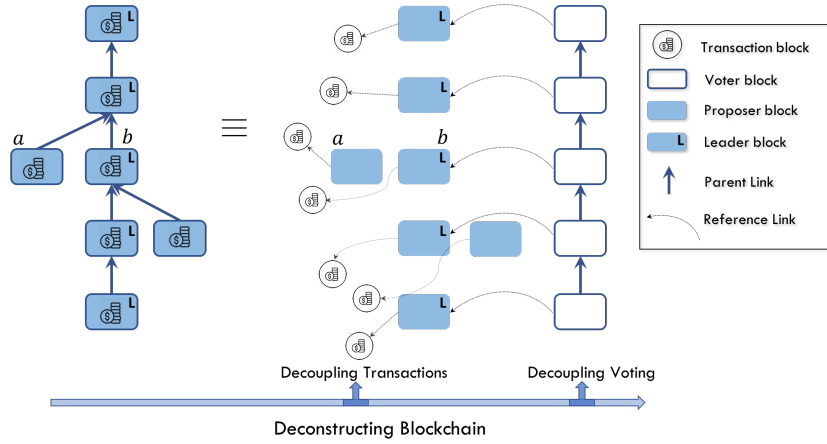 L
L
L
L
L
a
b
≡
L
L
L
L
L
a
b
Transaction block
Voter block
Proposer block
L
Leader block
Parent Link
Reference Link
Decoupling Transactions
Decoupling Voting
Deconstructing Blockchain